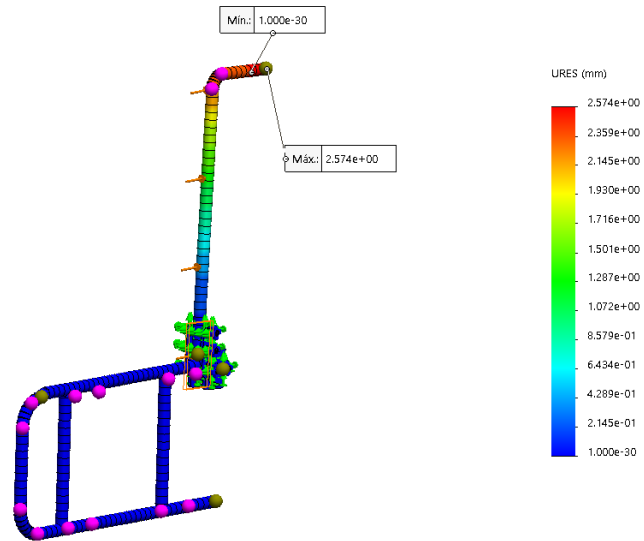 Mín.: 1.000e-30
Máx.: 2.574e+00
URES (mm)
2.574e+00
2.359e+00
2.145e+00
1.930e+00
1.716e+00
1.501e+00
1.287e+00
1.072e+00
8.579e-01
6.434e-01
4.289e-01
2.145e-01
1.000e-30